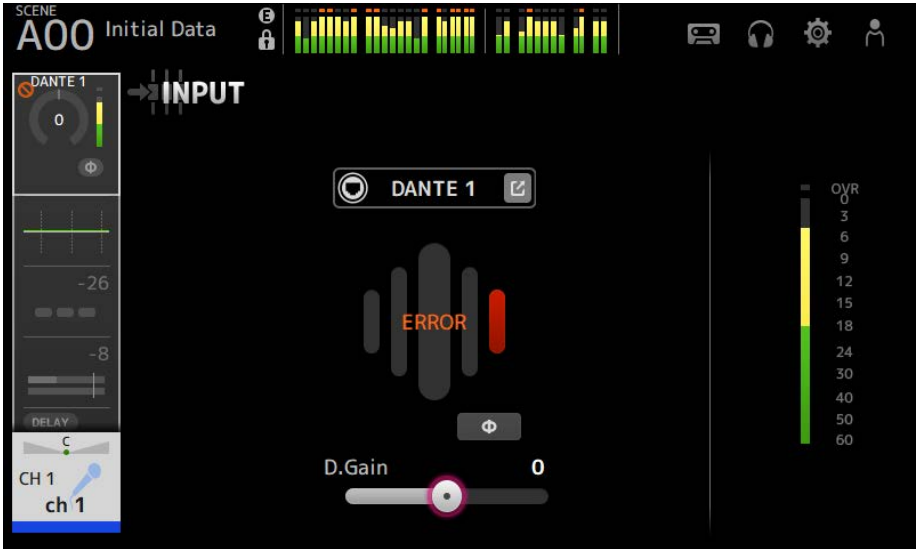 SCENE
A00 Initial Data
E
DANTE 1
0
Φ
-26
-8
DELAY
C
CH 1
ch 1
INPUT
DANTE 1
ERROR
Φ
D.Gain 0
OVR
0
3
6
9
12
15
18
24
30
40
50
60